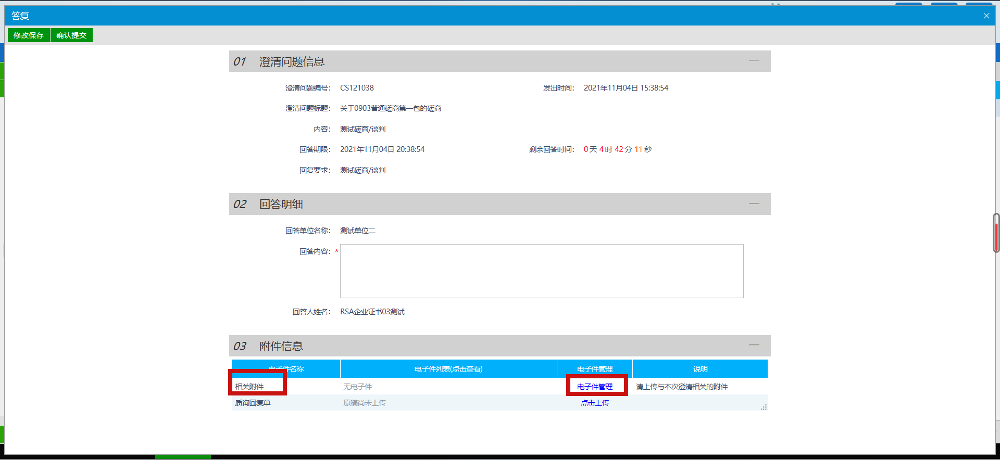 答复
修改保存 确认提交
01 澄清问题信息
澄清问题编号： CS121038 发出时间： 2021年11月04日 15:38:54
澄清问题标题： 关于0903普通磋商第一包的磋商
内容： 测试磋商/谈判
回答期限： 2021年11月04日 20:38:54 剩余回答时间： 0 天 4 时 42 分 11 秒
回复要求： 测试磋商/谈判
02 回答明细
回答单位名称： 测试单位二
回答内容：*
回答人姓名： RSA企业证书03测试
03 附件信息
电子件名称 电子件列表(点击查看) 电子件管理 说明
相关附件 无电子件 电子件管理 请上传与本次澄清相关的附件
质询回复单 原稿尚未上传 点击上传